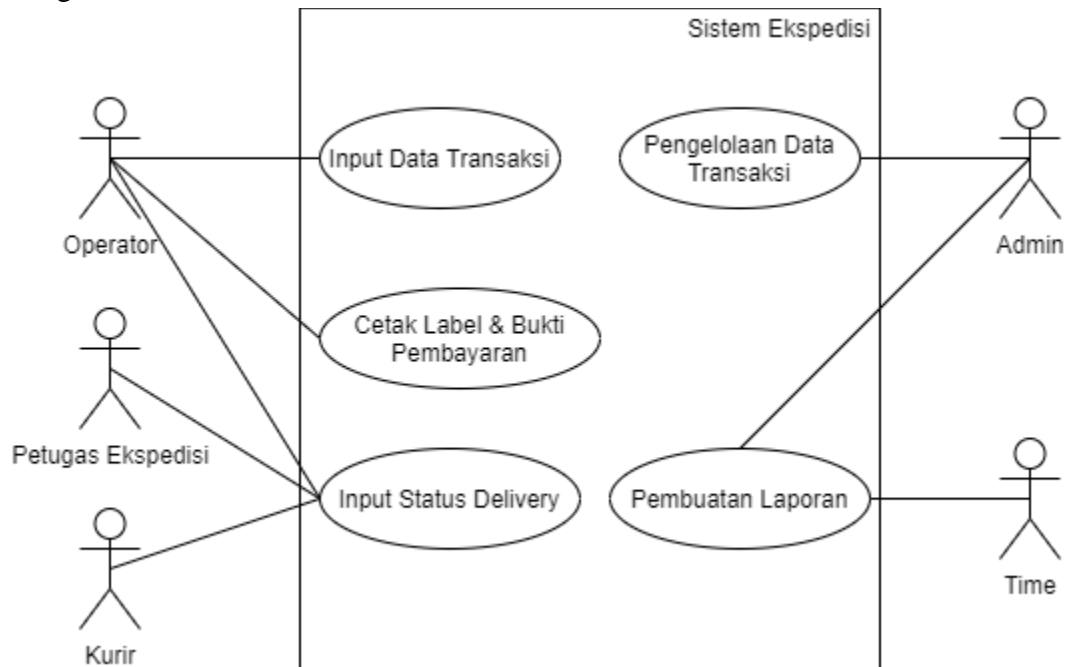 Sistem Ekspedisi
Input Data Transaksi
Pengelolaan Data
Transaksi
Operator
Admin
Cetak Label & Bukti
Pembayaran
Petugas Ekspedisi
Input Status Delivery
Pembuatan Laporan
Time
Kurir